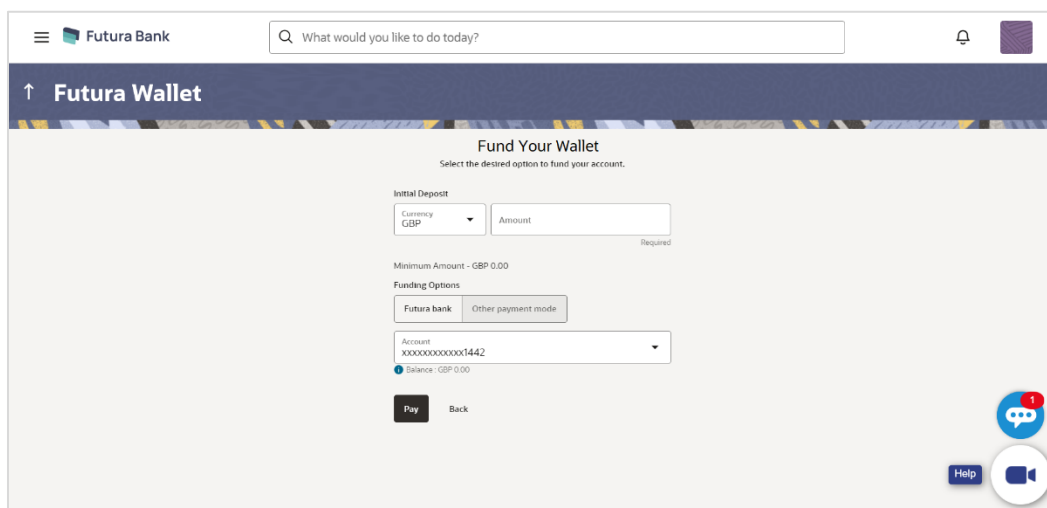 Futura Bank
What would you like to do today?
Futura Wallet
Fund Your Wallet
Select the desired option to fund your account.
Initial Deposit
Currency
GBP
Amount
Required
Minimum Amount - GBP 0.00
Funding Options
Futura bank Other payment mode
Account
xxxxxxxxxxxx1442
Balance : GBP 0.00
Pay Back
1
Help